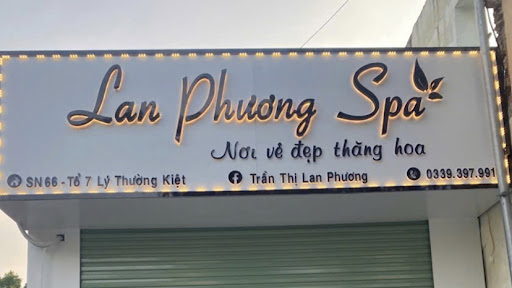 Lan Phương Spa
Nơi vẻ đẹp thăng hoa
SN 66 - Tổ 7 Lý Thường Kiệt
Trần Thị Lan Phương
0339.397.991